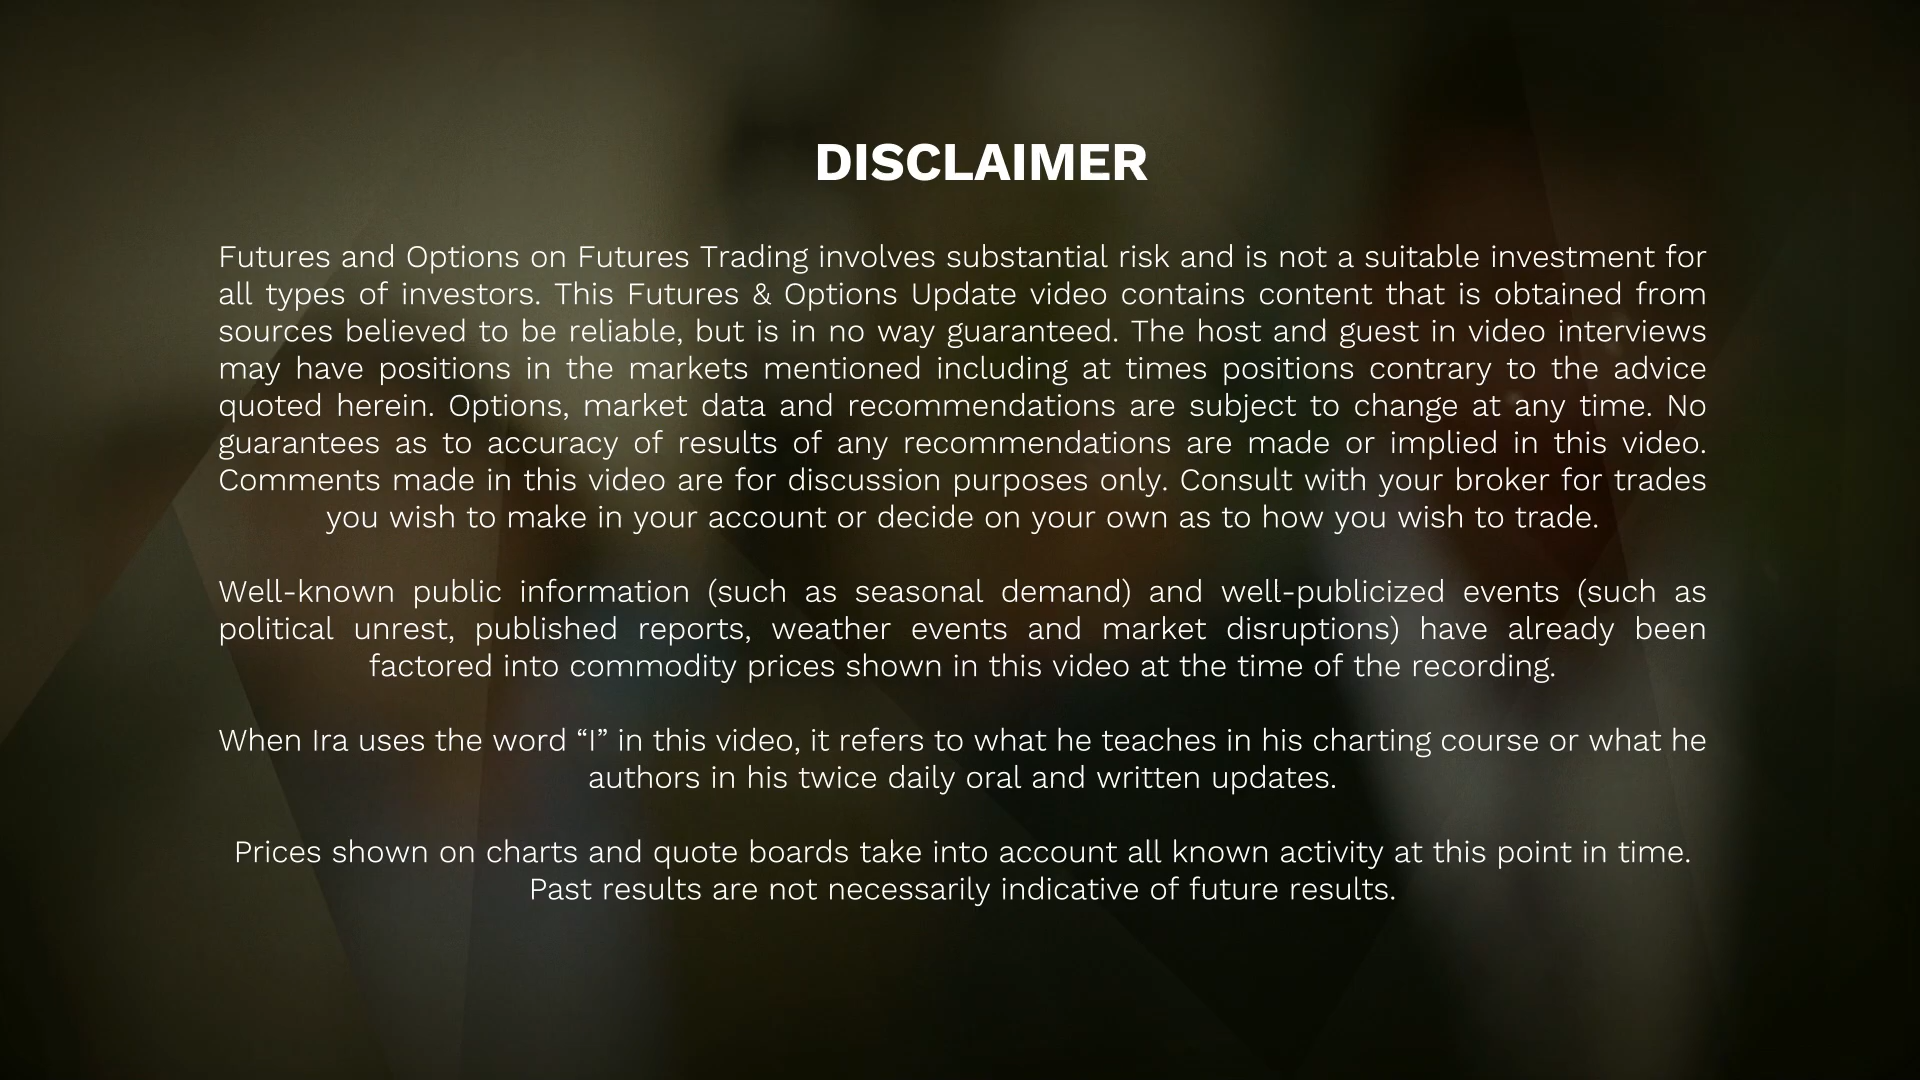 DISCLAIMER
Futures and Options on Futures Trading involves substantial risk and is not a suitable investment for
all types of investors. This Futures & Options Update video contains content that is obtained from
sources believed to be reliable, but is in no way guaranteed. The host and guest in video interviews
may have positions in the markets mentioned including at times positions contrary to the advice
quoted herein. Options, market data and recommendations are subject to change at any time. No
guarantees as to accuracy of results of any recommendations are made or implied in this video.
Comments made in this video are for discussion purposes only. Consult with your broker for trades
you wish to make in your account or decide on your own as to how you wish to trade.
Well-known public information (such as seasonal demand) and well-publicized events (such as
political unrest, published reports, weather events and market disruptions) have already been
factored into commodity prices shown in this video at the time of the recording.
When Ira uses the word “I” in this video, it refers to what he teaches in his charting course or what he
authors in his twice daily oral and written updates.
Prices shown on charts and quote boards take into account all known activity at this point in time.
Past results are not necessarily indicative of future results.